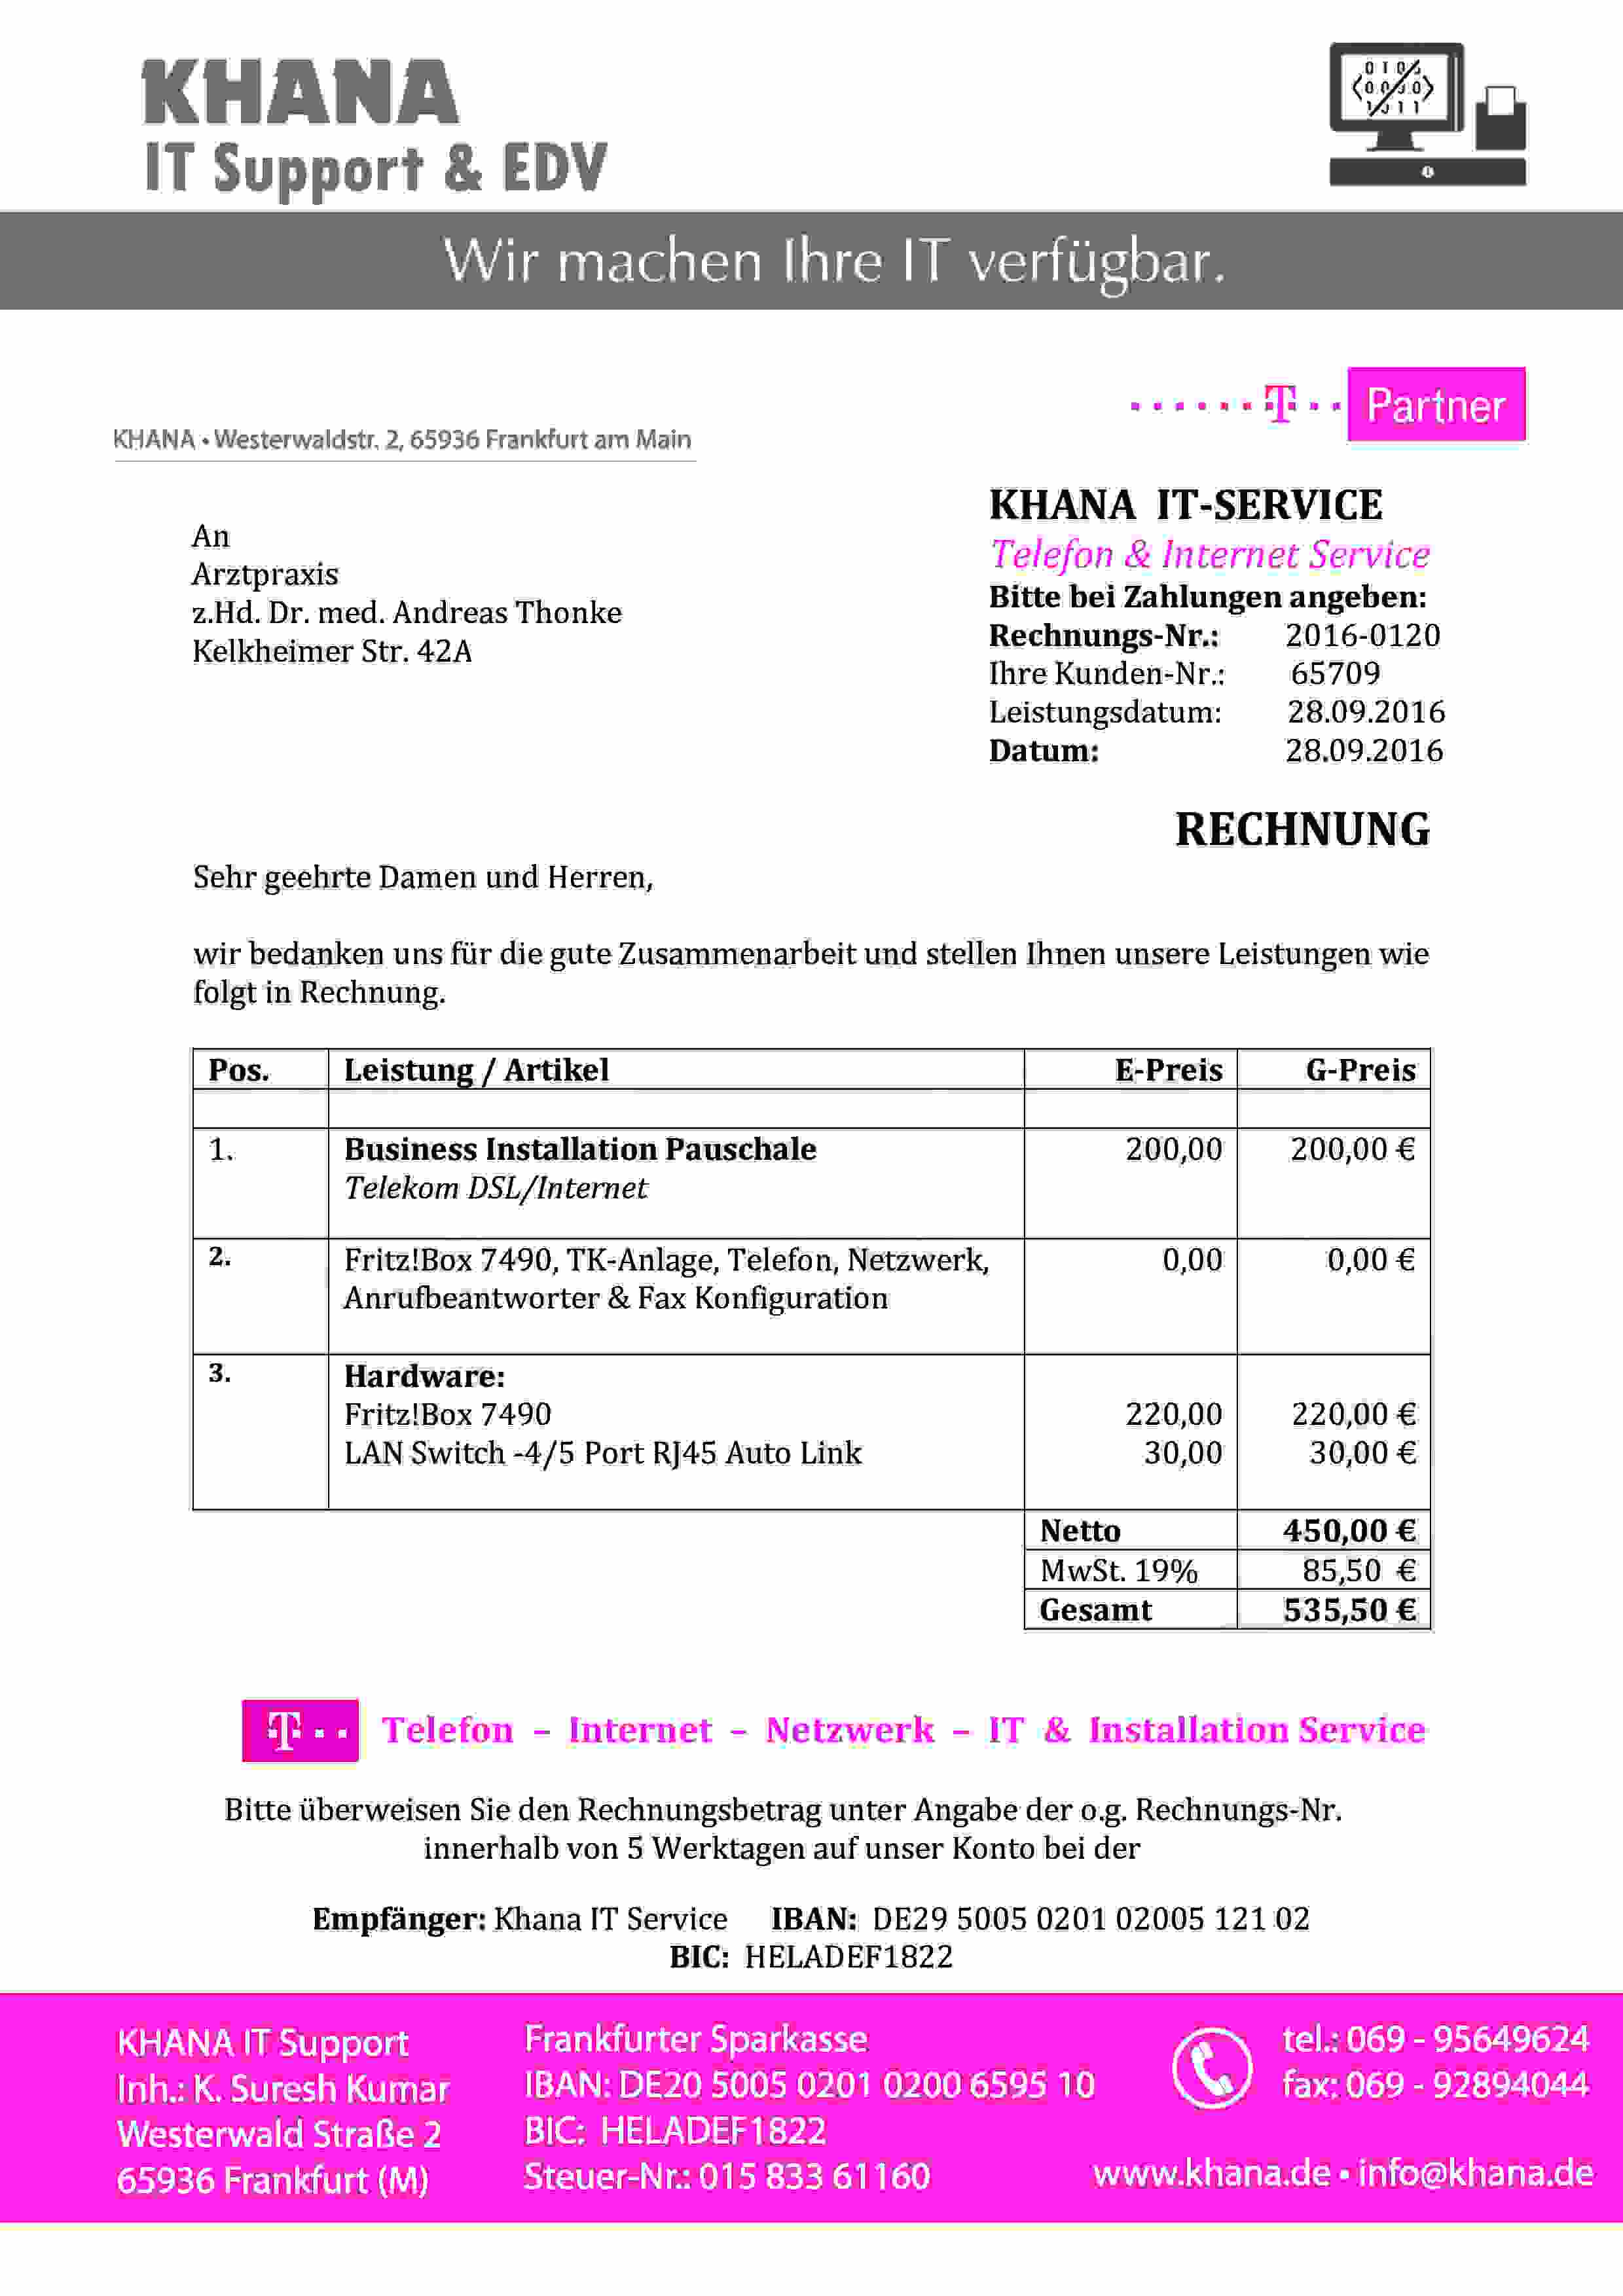 KHANA
IT Support & EDV
Wir machen Ihre IT verfügbar.
T Partner
KHANA • Westerwaldstr. 2, 65936 Frankfurt am Main
KHANA IT-SERVICE
Telefon & Internet Service
Bitte bei Zahlungen angeben:
Rechnungs-Nr.: 2016-0120
Ihre Kunden-Nr.: 65709
Leistungsdatum: 28.09.2016
Datum: 28.09.2016
An
Arztpraxis
z.Hd. Dr. med. Andreas Thonke
Kelkheimer Str. 42A
RECHNUNG
Sehr geehrte Damen und Herren,
wir bedanken uns für die gute Zusammenarbeit und stellen Ihnen unsere Leistungen wie
folgt in Rechnung.
Pos. Leistung / Artikel E-Preis G-Preis
1. Business Installation Pauschale 200,00 200,00 €
Telekom DSL/Internet
2. Fritz!Box 7490, TK-Anlage, Telefon, Netzwerk, 0,00 0,00 €
Anrufbeantworter & Fax Konfiguration
3. Hardware:
Fritz!Box 7490 220,00 220,00 €
LAN Switch -4/5 Port RJ45 Auto Link 30,00 30,00 €
Netto 450,00 €
MwSt. 19% 85,50 €
Gesamt 535,50 €
T Telefon – Internet – Netzwerk – IT & Installation Service
Bitte überweisen Sie den Rechnungsbetrag unter Angabe der o.g. Rechnungs-Nr.
innerhalb von 5 Werktagen auf unser Konto bei der
Empfänger: Khana IT Service IBAN: DE29 5005 0201 02005 121 02
BIC: HELADEF1822
KHANA IT Support
Inh.: K. Suresh Kumar
Westerwald Straße 2
65936 Frankfurt (M)
Frankfurter Sparkasse
IBAN: DE20 5005 0201 0200 6595 10
BIC: HELADEF1822
Steuer-Nr.: 015 833 61160
tel.: 069 - 95649624
fax: 069 - 92894044
www.khana.de • info@khana.de